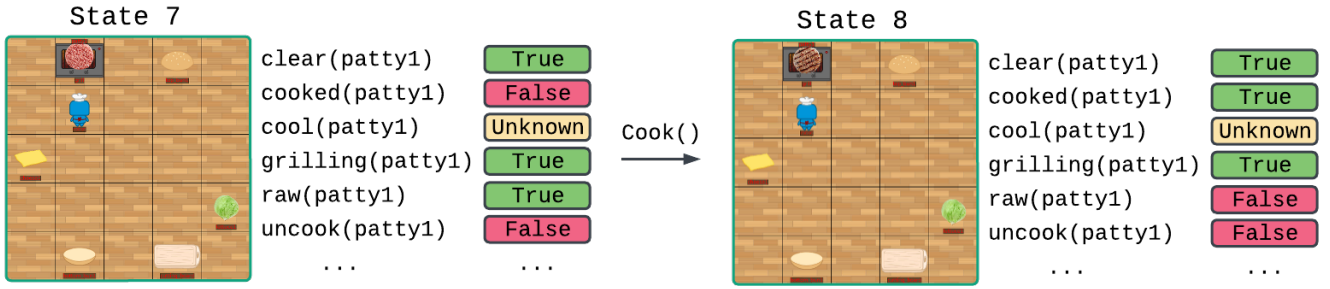 State 7
clear(patty1) True
cooked(patty1) False
cool(patty1) Unknown
grilling(patty1) True
raw(patty1) True
uncook(patty1) False
... ...
Cook()
State 8
clear(patty1) True
cooked(patty1) True
cool(patty1) Unknown
grilling(patty1) True
raw(patty1) False
uncook(patty1) False
... ...